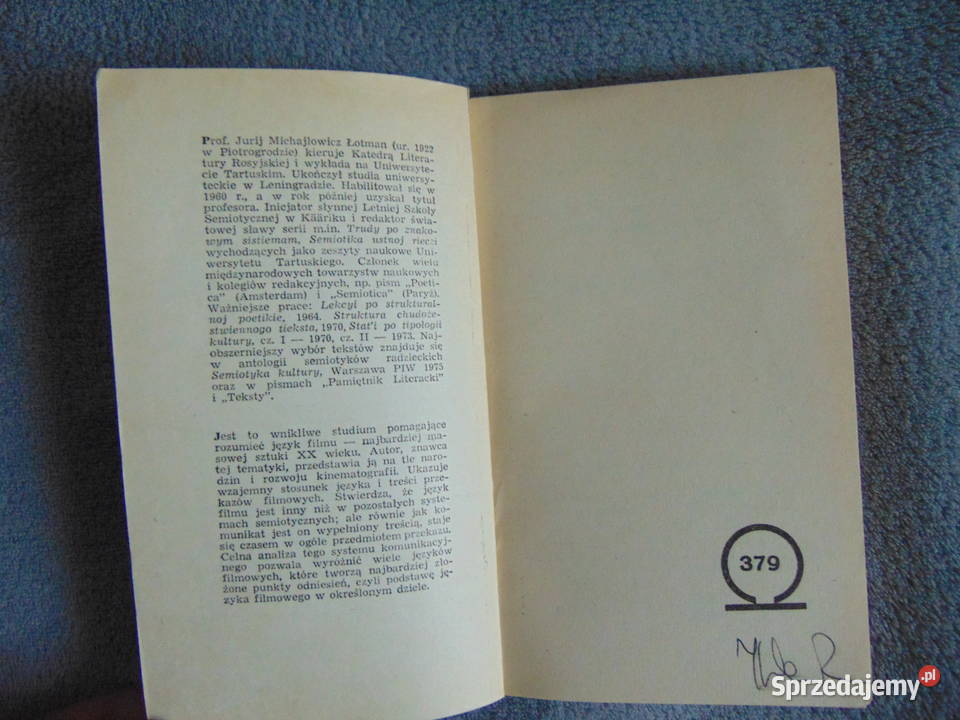 Prof. Jurij Michajłowicz Łotman (ur. 1922
w Piotrogrodzie) kieruje Katedrą Litera-
tury Rosyjskiej i wykłada na Uniwersyte-
cie Tartuskim. Ukończył studia uniwersy-
teckie w Leningradzie. Habilitował się w
1960 r., a w rok później uzyskał tytuł
profesora. Inicjator słynnej Letniej Szkoły
Semiotycznej w Kääriku i redaktor świa-
towej sławy serii m.in. Trudy po znako-
wym sistiemam, Semiotika ustnoj rieczi
wychodzących jako zeszyty naukowe Uni-
wersytetu Tartuskiego. Członek wielu
międzynarodowych towarzystw naukowych
i kolegiów redakcyjnych, np. pism „Poeti-
ca" (Amsterdam) i „Semiotica" (Paryż).
Ważniejsze prace: Lekcyi po struktural-
noj poetikie, 1964. Struktura chudoże-
stwiennogo tieksta, 1970, Stat'i po tipologii
kultury, cz. I — 1970, cz. II — 1973. Naj-
obszerniejszy wybór tekstów znajduje się
w antologii semiotyków radzieckich
Semiotyka kultury, Warszawa PIW 1975
oraz w pismach „Pamiętnik Literacki"
i „Teksty".
Jest to wnikliwe studium pomagające
rozumieć język filmu — najbardziej ma-
sowej sztuki XX wieku. Autor, znawca
tej tematyki, przedstawia ją na tle naro-
dzin i rozwoju kinematografii. Ukazuje
wzajemny stosunek języka i treści prze-
kazów filmowych. Stwierdza, że język
filmu jest inny niż w pozostałych syste-
mach semiotycznych; ale równie jak ko-
munikat jest on wypełniony treścią, staje
się czasem w ogóle przedmiotem przekazu.
Celna analiza tego systemu komunikacyj-
nego pozwala wyróżnić wiele języków
filmowych, które tworzą najbardziej zło-
żone punkty odniesień, czyli podstawę ję-
zyka filmowego w określonym dziele.
379
Sprzedajemy.pl